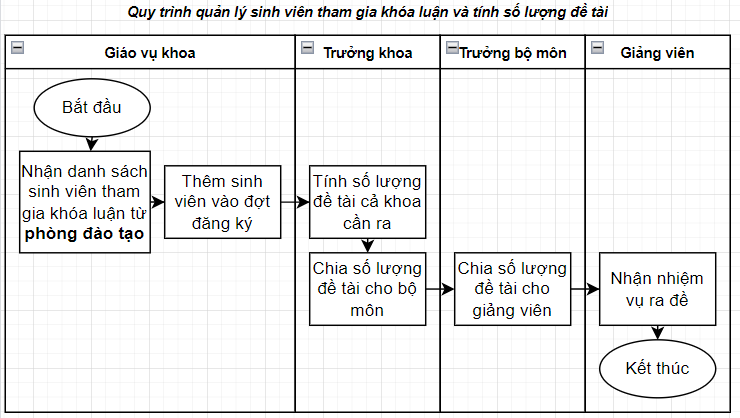 Quy trình quản lý sinh viên tham gia khóa luận và tính số lượng đề tài
Giáo vụ khoa
Trưởng khoa
Trưởng bộ môn
Giảng viên
Bắt đầu
Nhận danh sách
sinh viên tham
gia khóa luận từ
phòng đảo tạo
Thêm sinh
viên vào đợt
đăng ký
Tính số lượng
đề tài cả khoa
cần ra
Chia số lượng
đề tài cho bộ
môn
Chia số lượng
đề tài cho
giảng viên
Nhận nhiệm
vụ ra đề
Kết thúc